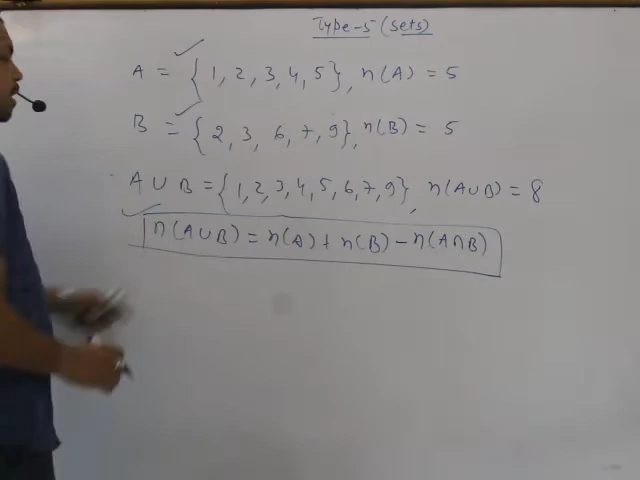 Type-5 (Sets)
A = {1, 2, 3, 4, 5}, n(A) = 5
B = {2, 3, 6, 7, 9}, n(B) = 5
A ∪ B = {1, 2, 3, 4, 5, 6, 7, 9}, n(A∪B) = 8
n(A∪B) = n(A) + n(B) - n(A∩B)